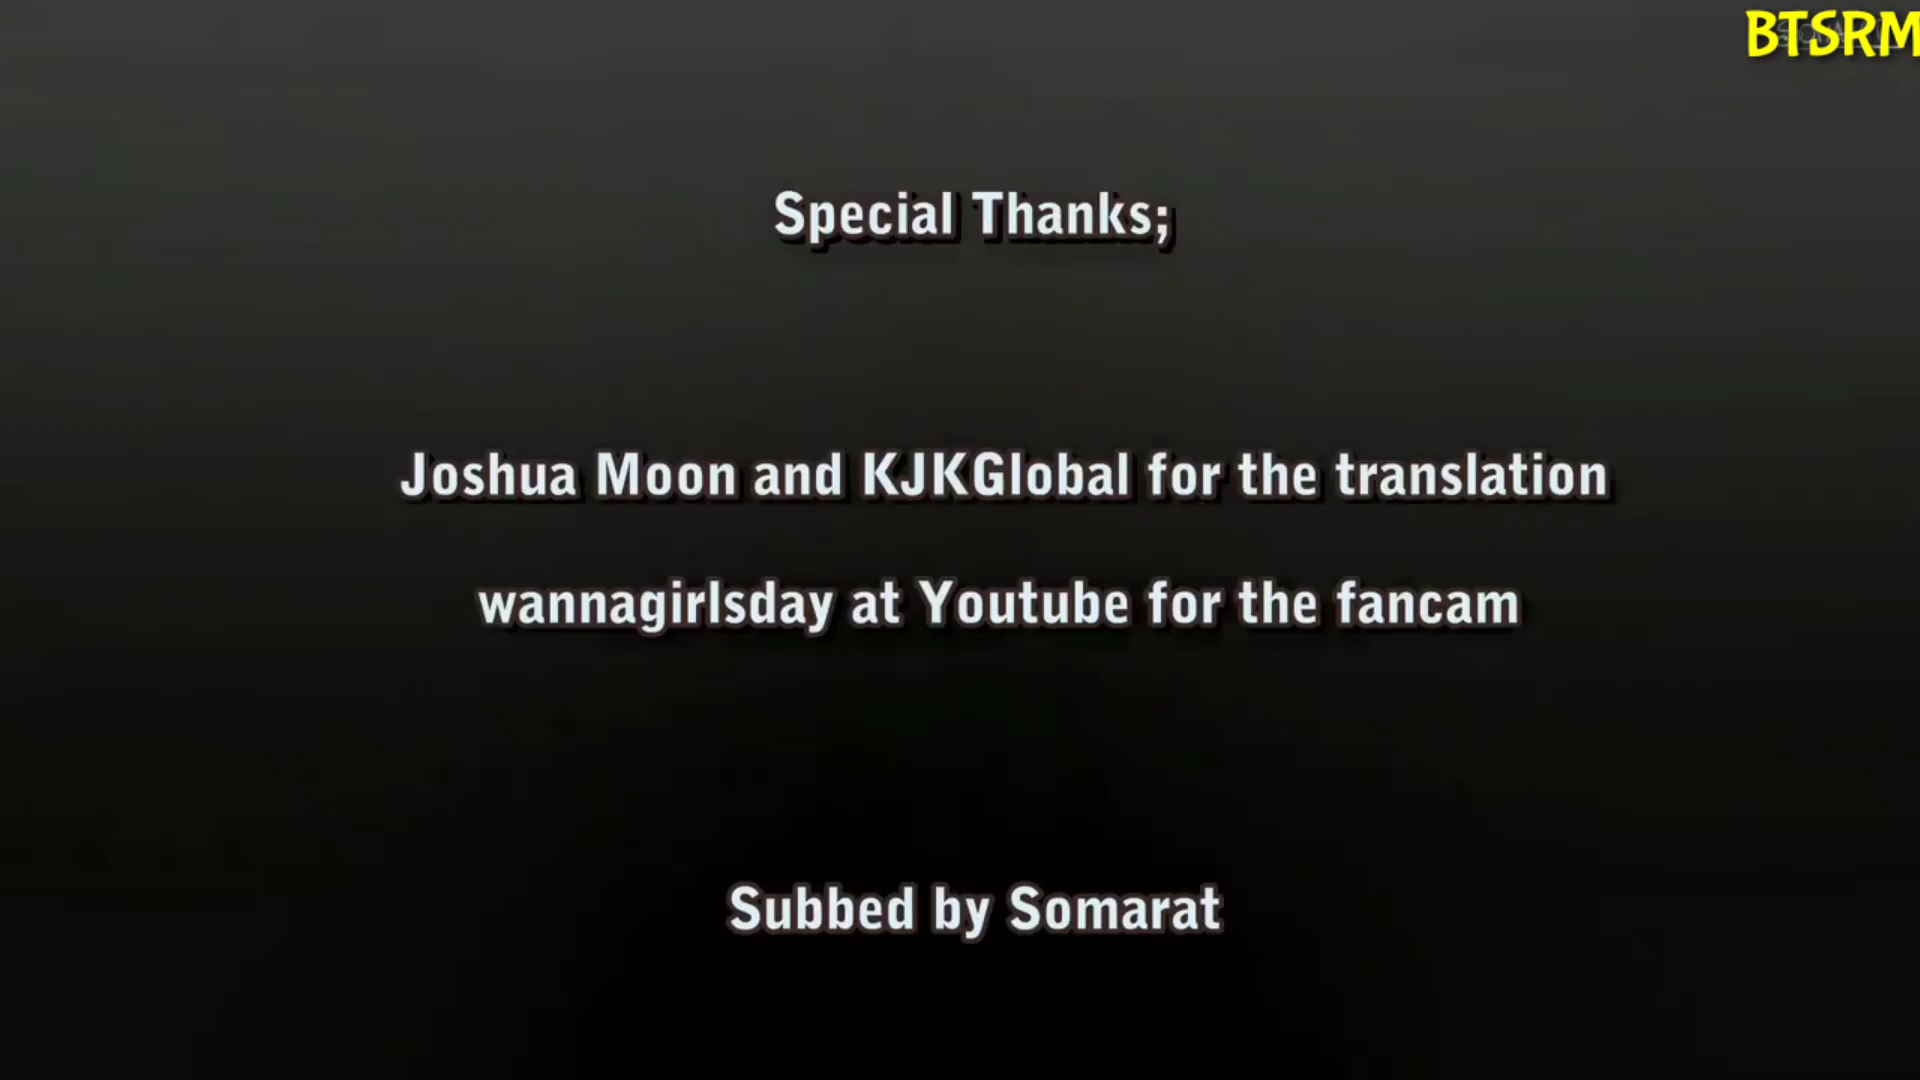 BTSRM
Special Thanks;
Joshua Moon and KJKGlobal for the translation
wannagirlsday at Youtube for the fancam
Subbed by Somarat